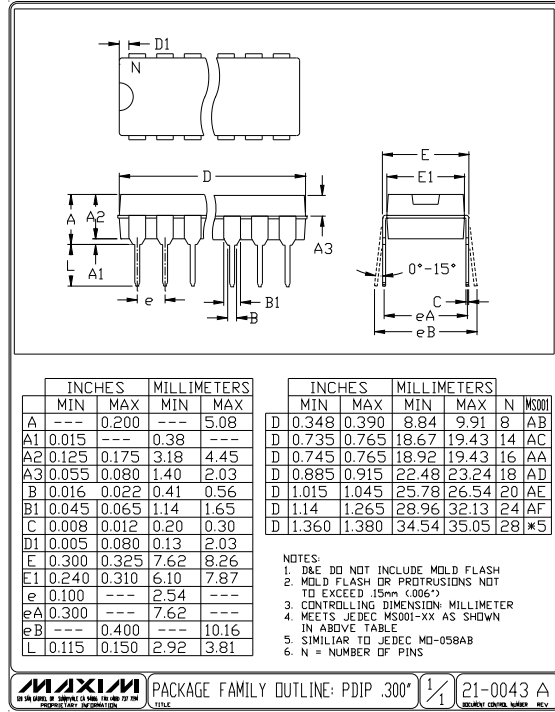 D1
N
D
E
E1
A
A2
A3
L
A1
0°-15°
e
B1
B
C
eA
eB
INCHES MILLIMETERS
MIN MAX MIN MAX
A --- 0.200 --- 5.08
A1 0.015 --- 0.38 ---
A2 0.125 0.175 3.18 4.45
A3 0.055 0.080 1.40 2.03
B 0.016 0.022 0.41 0.56
B1 0.045 0.065 1.14 1.65
C 0.008 0.012 0.20 0.30
D1 0.005 0.080 0.13 2.03
E 0.300 0.325 7.62 8.26
E1 0.240 0.310 6.10 7.87
e 0.100 --- 2.54 ---
eA 0.300 --- 7.62 ---
eB --- 0.400 --- 10.16
L 0.115 0.150 2.92 3.81
INCHES MILLIMETERS
MIN MAX MIN MAX N MS001
D 0.348 0.390 8.84 9.91 8 AB
D 0.735 0.765 18.67 19.43 14 AC
D 0.745 0.765 18.92 19.43 16 AA
D 0.885 0.915 22.48 23.24 18 AD
D 1.015 1.045 25.78 26.54 20 AE
D 1.14 1.265 28.96 32.13 24 AF
D 1.360 1.380 34.54 35.05 28 *5
NOTES:
1. D&E DO NOT INCLUDE MOLD FLASH
2. MOLD FLASH OR PROTRUSIONS NOT
TO EXCEED .15mm (.006")
3. CONTROLLING DIMENSION: MILLIMETER
4. MEETS JEDEC MS001-XX AS SHOWN
IN ABOVE TABLE
5. SIMILIAR TO JEDEC MO-058AB
6. N = NUMBER OF PINS
MAXIM
PROPRIETARY INFORMATION
PACKAGE FAMILY OUTLINE: PDIP .300"
TITLE
1/1
21-0043 A
DOCUMENT CONTROL NUMBER REV